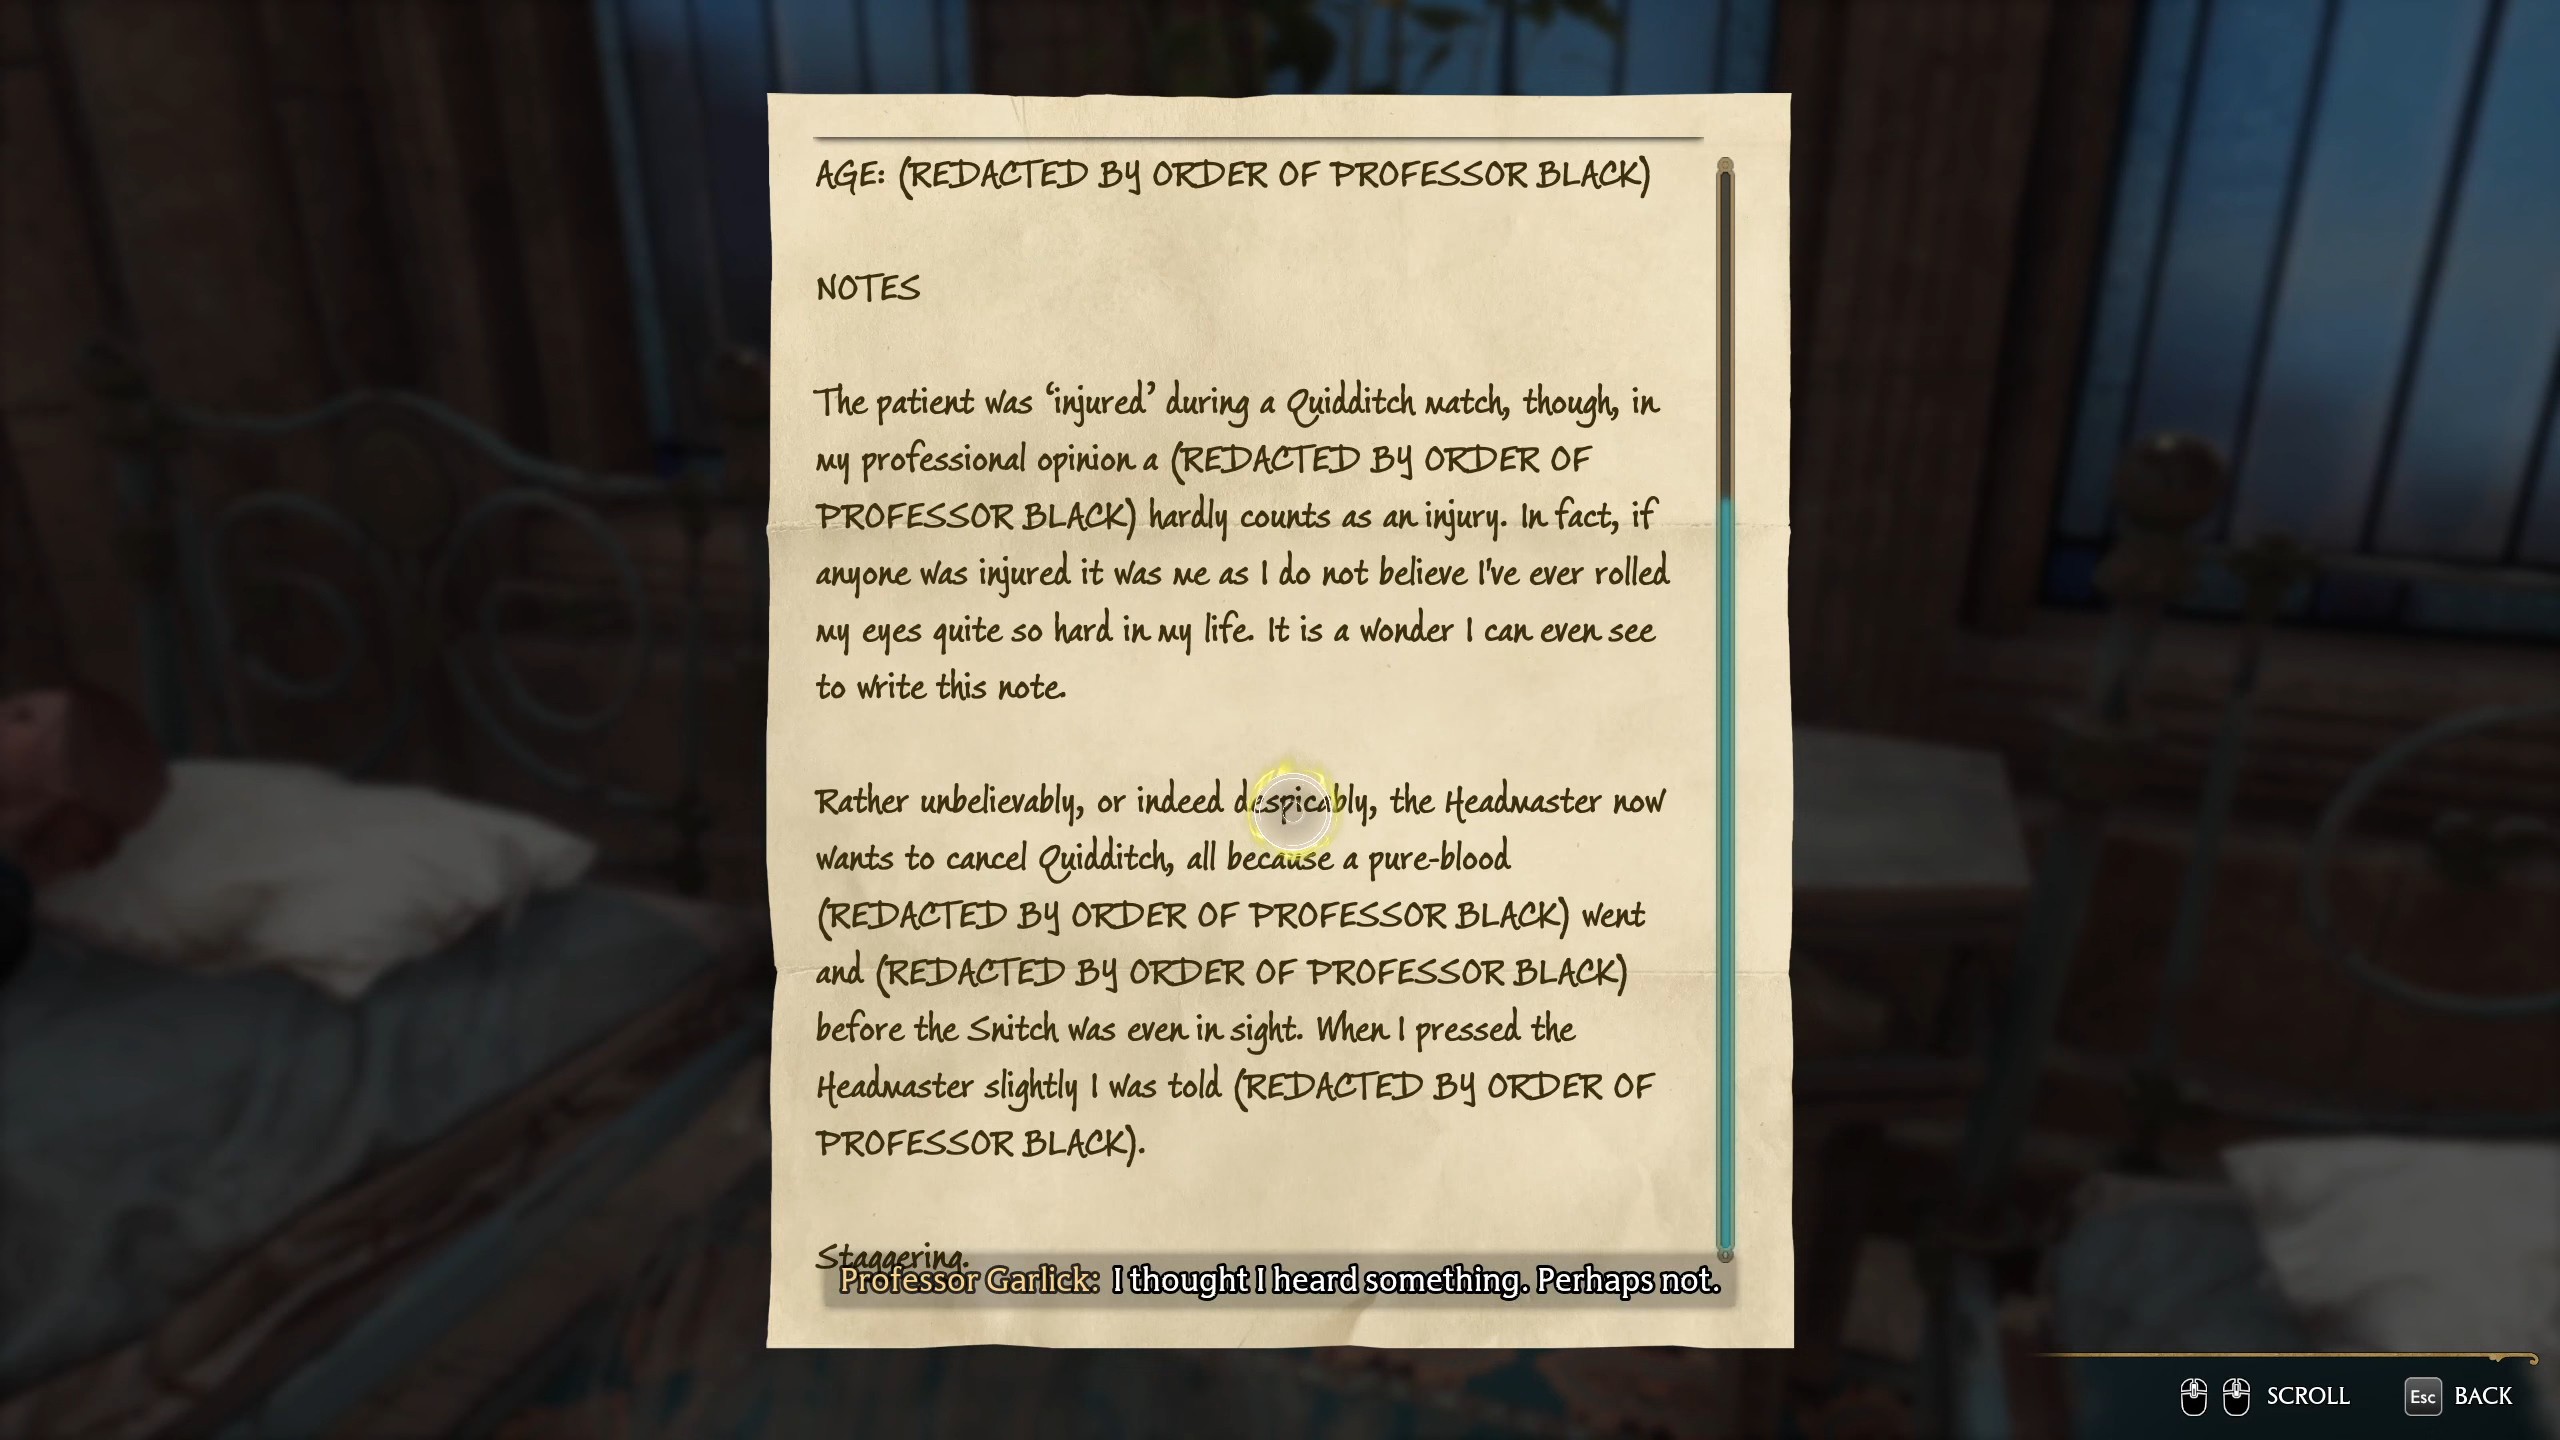 AGE: (REDACTED BY ORDER OF PROFESSOR BLACK)
NOTES
The patient was ‘injured’ during a Quidditch match, though, in
my professional opinion a (REDACTED BY ORDER OF
PROFESSOR BLACK) hardly counts as an injury. In fact, if
anyone was injured it was me as I do not believe I've ever rolled
my eyes quite so hard in my life. It is a wonder I can even see
to write this note.
Rather unbelievably, or indeed despicably, the Headmaster now
wants to cancel Quidditch, all because a pure-blood
(REDACTED BY ORDER OF PROFESSOR BLACK) went
and (REDACTED BY ORDER OF PROFESSOR BLACK)
before the Snitch was even in sight. When I pressed the
Headmaster slightly I was told (REDACTED BY ORDER OF
PROFESSOR BLACK).
Staggering.
Professor Garlick: I thought I heard something. Perhaps not.
SCROLL
Esc BACK